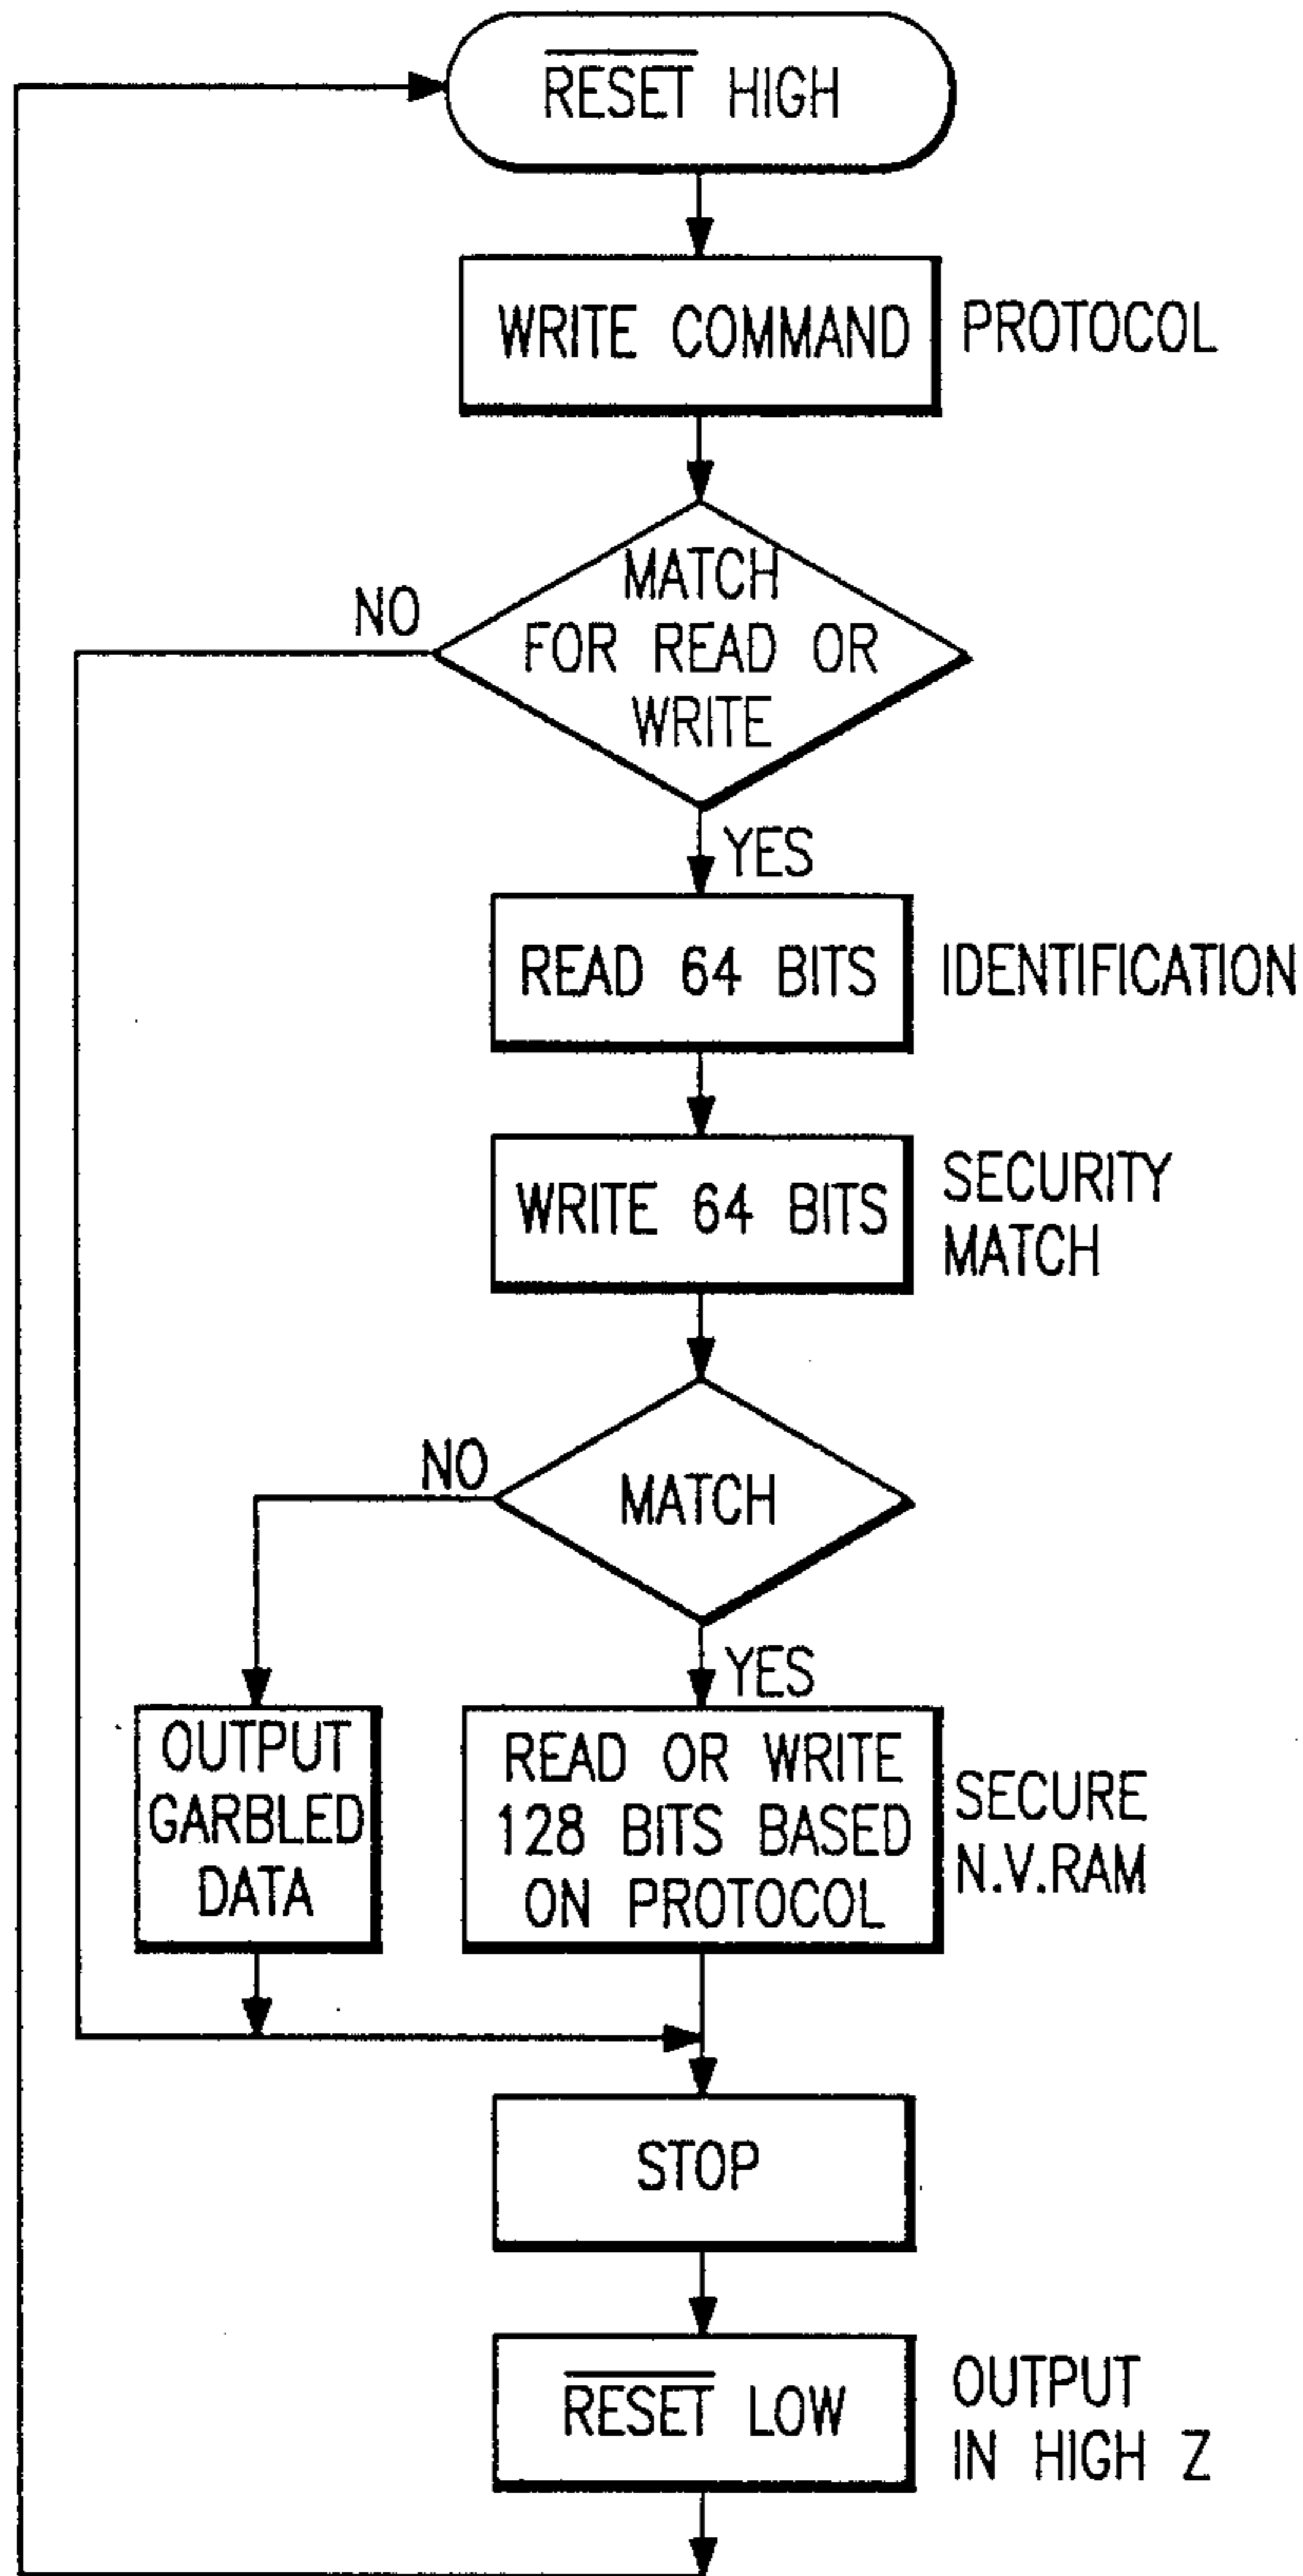 RESET HIGH
WRITE COMMAND
PROTOCOL
MATCH
FOR READ OR
WRITE
NO
YES
READ 64 BITS
IDENTIFICATION
WRITE 64 BITS
SECURITY
MATCH
MATCH
NO
YES
OUTPUT
GARBLED
DATA
READ OR WRITE
128 BITS BASED
ON PROTOCOL
SECURE
N.V.RAM
STOP
RESET LOW
OUTPUT
IN HIGH Z